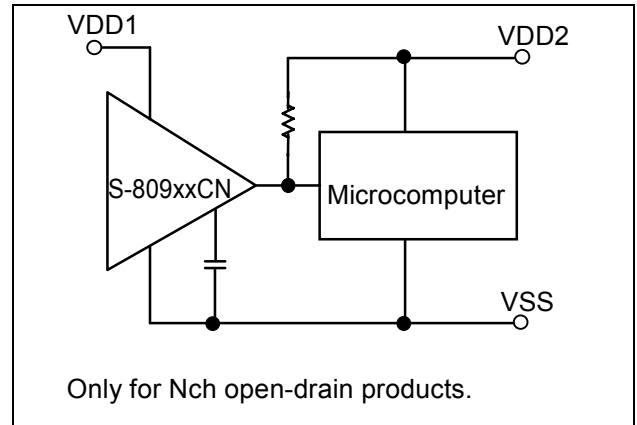 VDD1
VDD2
S-809xxCN
Microcomputer
VSS
Only for Nch open-drain products.